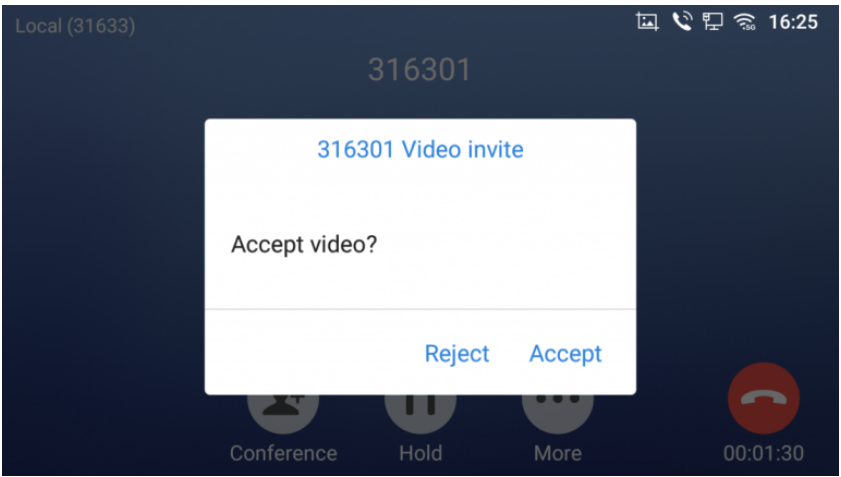 Local (31633)
16:25
316301
316301 Video invite
Accept video?
Reject Accept
Conference Hold More 00:01:30